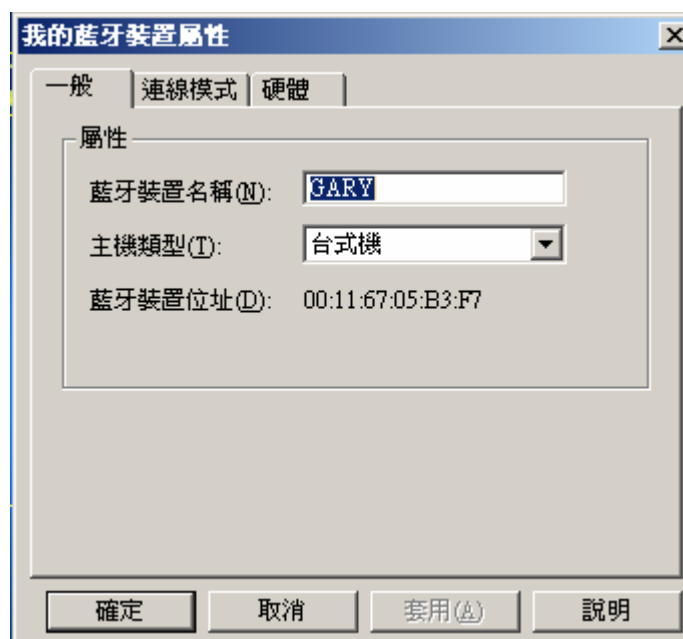 我的藍牙裝置屬性
一般 連線模式 硬體
屬性
藍牙裝置名稱(N): GARY
主機類型(T): 台式機
藍牙裝置位址(D): 00:11:67:05:B3:F7
確定 取消 套用(A) 說明